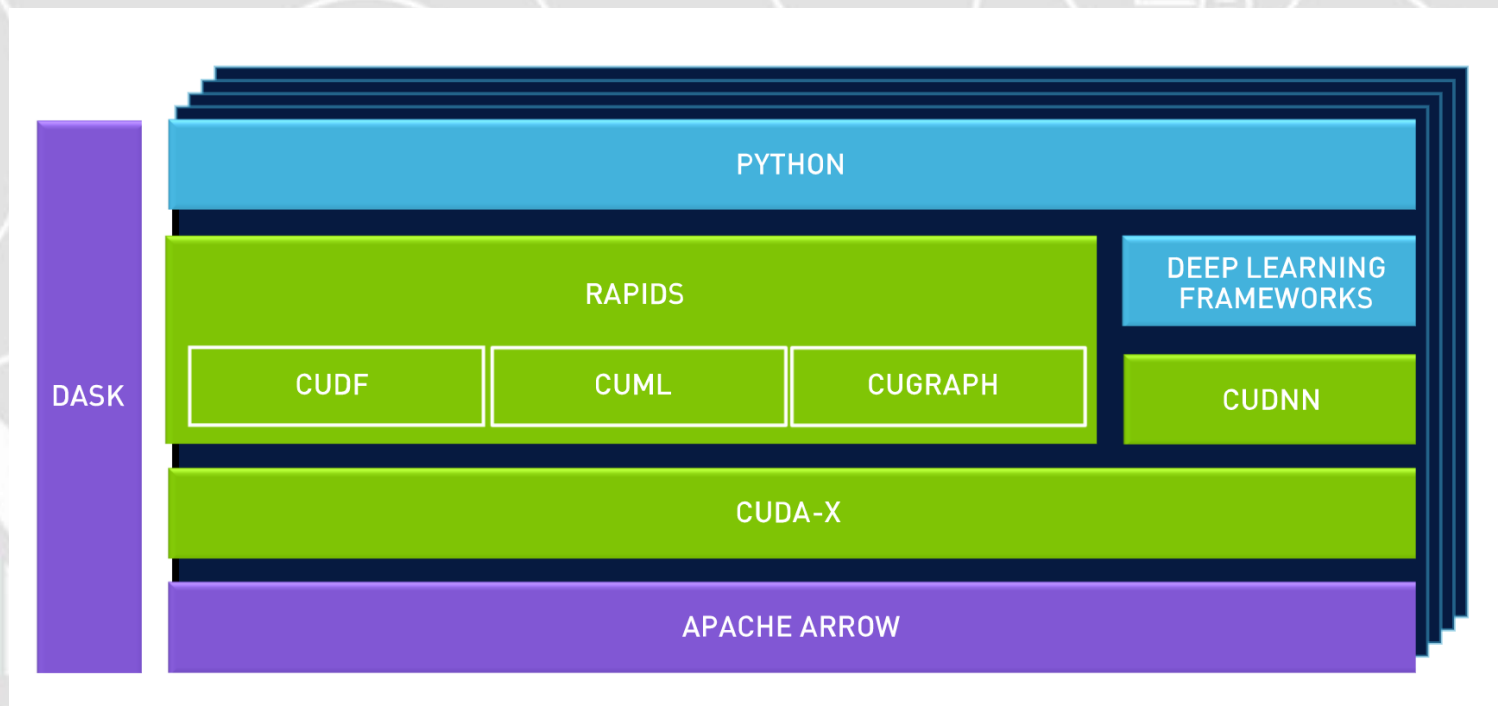 PYTHON
RAPIDS
DEEP LEARNING
FRAMEWORKS
CUDF
CUML
CUGRAPH
CUDNN
DASK
CUDA-X
APACHE ARROW